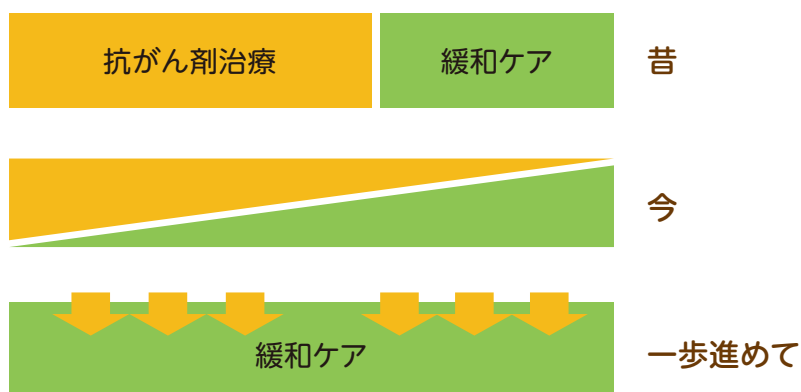 抗がん剤治療
緩和ケア
昔
今
緩和ケア
一歩進めて